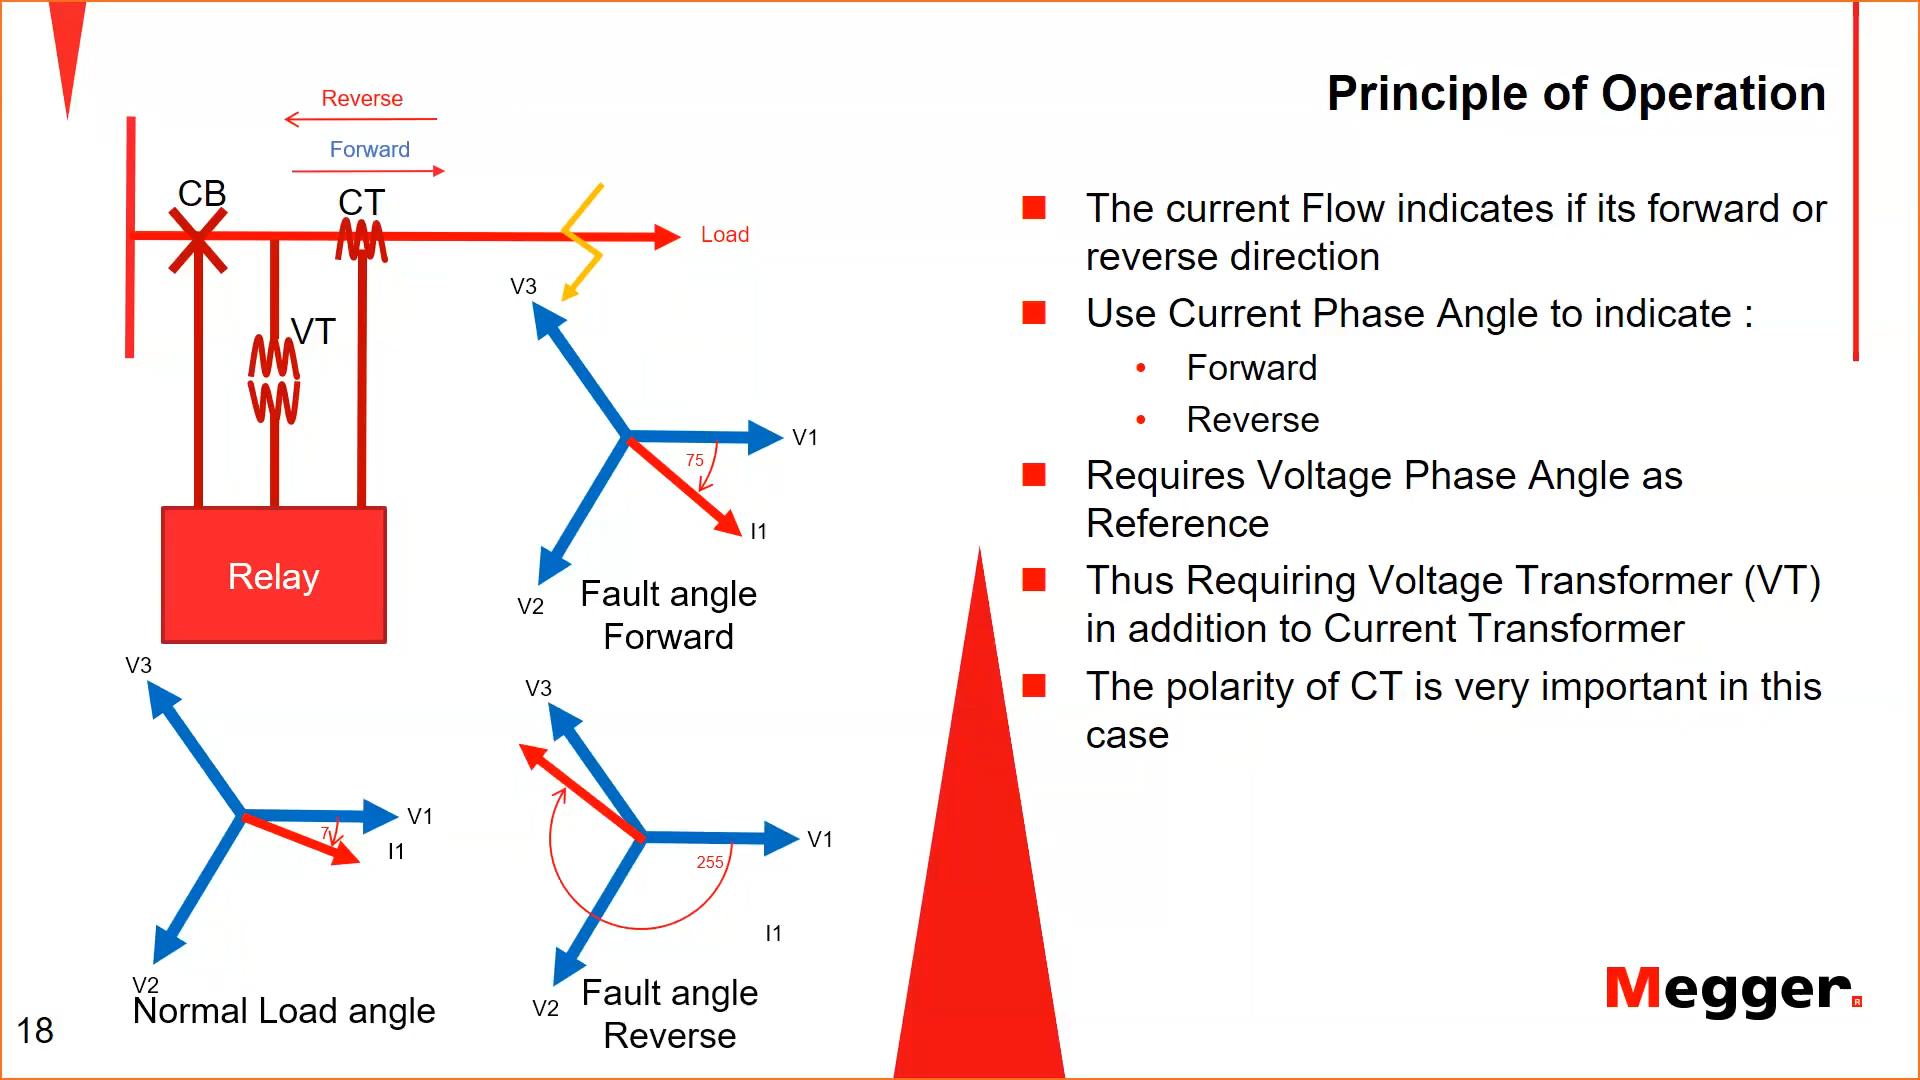 Principle of Operation
Reverse
Forward
CB
CT
Load
VT
Relay
V3
V1
75
I1
V2
Fault angle
Forward
V3
V1
7
I1
V2
Normal Load angle
V3
V1
255
I1
V2
Fault angle
Reverse
The current Flow indicates if its forward or
reverse direction
Use Current Phase Angle to indicate :
Forward
Reverse
Requires Voltage Phase Angle as
Reference
Thus Requiring Voltage Transformer (VT)
in addition to Current Transformer
The polarity of CT is very important in this
case
Megger®
18